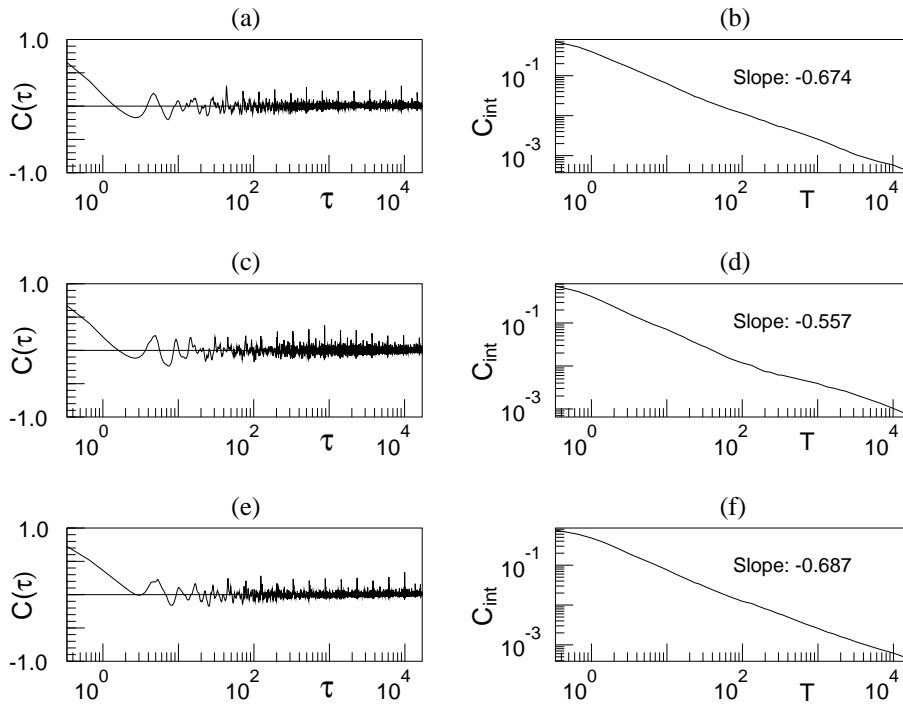 (a)
1.0
C(τ)
-1.0
10^0
10^2
τ
10^4
(b)
10^-1
C_int
10^-3
Slope: -0.674
10^0
10^2
T
10^4
(c)
1.0
C(τ)
-1.0
10^0
10^2
τ
10^4
(d)
10^-1
C_int
10^-3
Slope: -0.557
10^0
10^2
T
10^4
(e)
1.0
C(τ)
-1.0
10^0
10^2
τ
10^4
(f)
10^-1
C_int
10^-3
Slope: -0.687
10^0
10^2
T
10^4